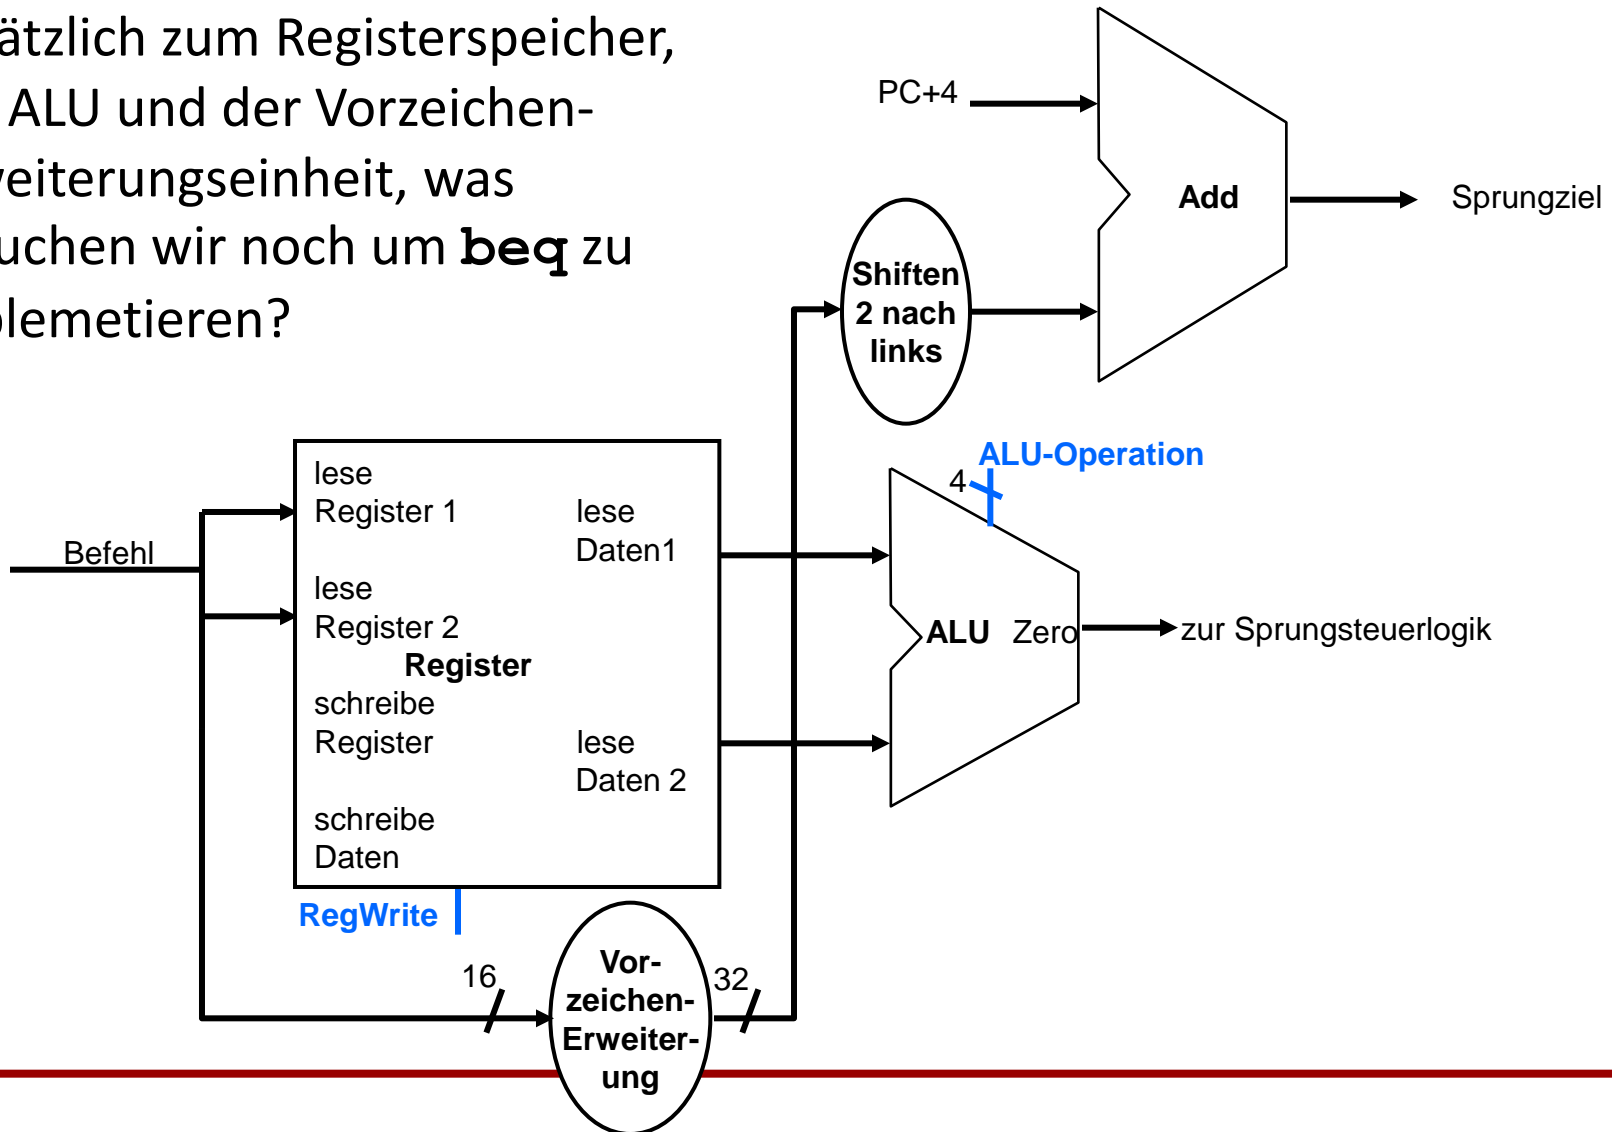 ätzlich zum Registerspeicher,
ALU und der Vorzeichen-
weiterungseinheit, was
uchen wir noch um beq zu
plemetieren?
PC+4
Add
Sprungziel
Shiften
2 nach
links
ALU-Operation
4
lese
Register 1
lese
Daten1
Befehl
lese
Register 2
Register
ALU Zero
zur Sprungsteuerlogik
schreibe
Register
lese
Daten 2
schreibe
Daten
RegWrite
16
Vor-
zeichen-
Erweiter-
ung
32